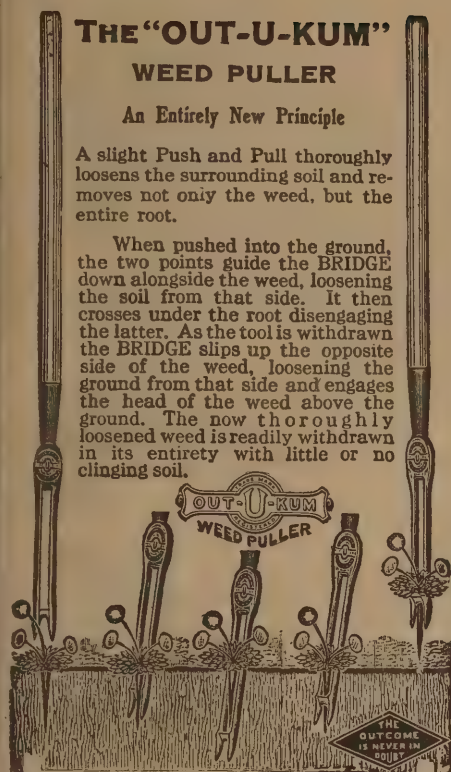 THE "OUT-U-KUM"
WEED PULLER
An Entirely New Principle
A slight Push and Pull thoroughly
loosens the surrounding soil and re-
moves not only the weed, but the
entire root.
When pushed into the ground,
the two points guide the BRIDGE
down alongside the weed, loosening
the soil from that side. It then
crosses under the root disengaging
the latter. As the tool is withdrawn
the BRIDGE slips up the opposite
side of the weed, loosening the
ground from that side and engages
the head of the weed above the
ground. The now thoroughly
loosened weed is readily withdrawn
in its entirety with little or no
clinging soil.
TRADE MARK
OUT-U-KUM
REGISTERED
WEED PULLER
THE
OUTCOME
IS NEVER IN
DOUBT